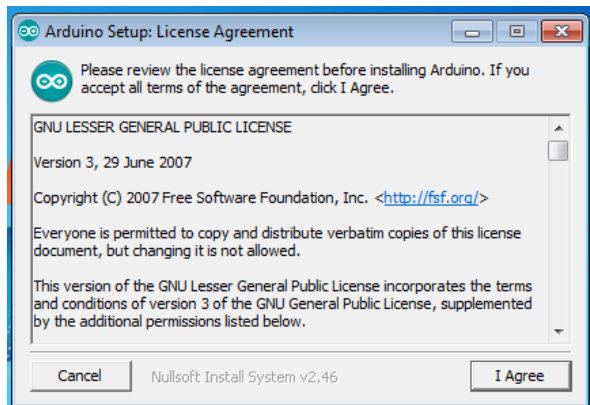 Arduino Setup: License Agreement
Please review the license agreement before installing Arduino. If you
accept all terms of the agreement, click I Agree.
GNU LESSER GENERAL PUBLIC LICENSE
Version 3, 29 June 2007
Copyright (C) 2007 Free Software Foundation, Inc. <http://fsf.org/>
Everyone is permitted to copy and distribute verbatim copies of this license
document, but changing it is not allowed.
This version of the GNU Lesser General Public License incorporates the terms
and conditions of version 3 of the GNU General Public License, supplemented
by the additional permissions listed below.
Cancel
Nullsoft Install System v2.46
I Agree